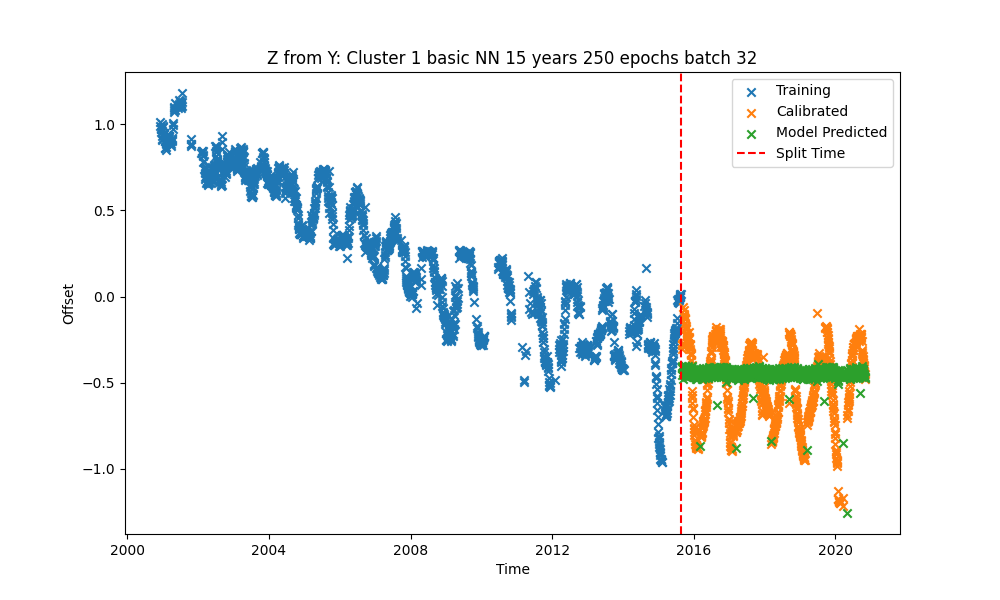 Z from Y: Cluster 1 basic NN 15 years 250 epochs batch 32
Training
Calibrated
Model Predicted
Split Time
1.0
0.5
0.0
−0.5
−1.0
Offset
2000
2004
2008
2012
2016
2020
Time